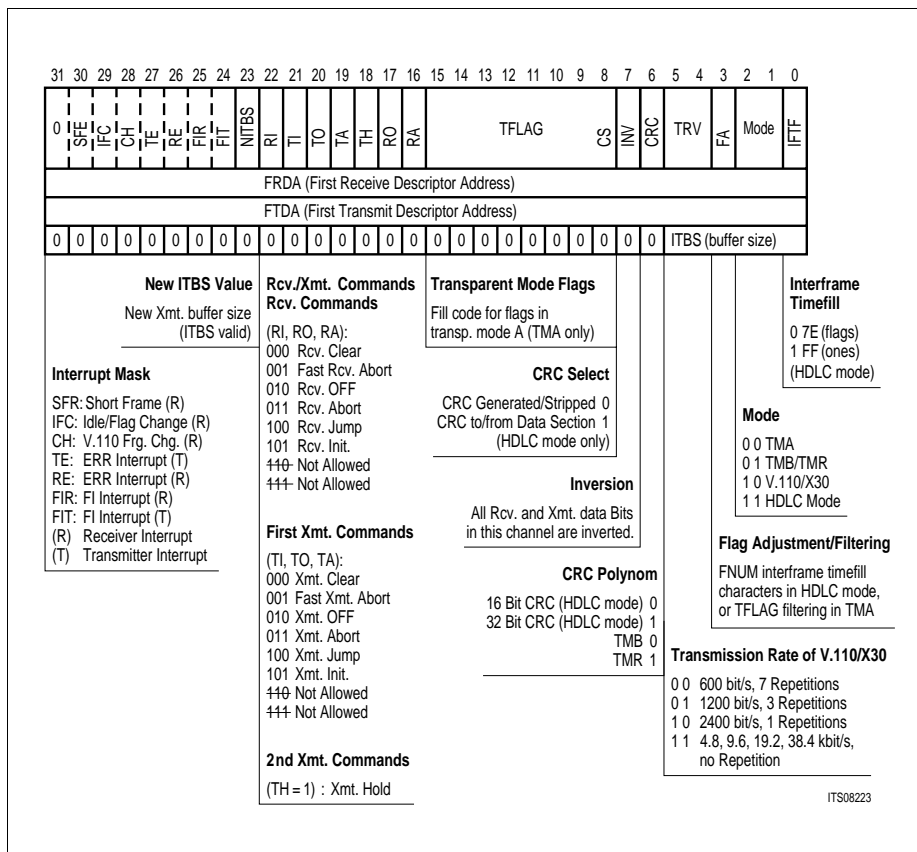 31 30 29 28 27 26 25 24 23 22 21 20 19 18 17 16 15 14 13 12 11 10 9 8 7 6 5 4 3 2 1 0
0 SFE IFC CH TE RE FIR FIT NITBS RI TI TO TA TH RO RA TFLAG CS INV CRC TRV FA Mode IFTF
FRDA (First Receive Descriptor Address)
FTDA (First Transmit Descriptor Address)
0 0 0 0 0 0 0 0 0 0 0 0 0 0 0 0 0 0 0 0 0 0 0 0 0 0 ITBS (buffer size)
New ITBS Value
New Xmt. buffer size
(ITBS valid)
Interrupt Mask
SFR: Short Frame (R)
IFC: Idle/Flag Change (R)
CH: V.110 Frg. Chg. (R)
TE: ERR Interrupt (T)
RE: ERR Interrupt (R)
FIR: FI Interrupt (R)
FIT: FI Interrupt (T)
(R) Receiver Interrupt
(T) Transmitter Interrupt
Rcv./Xmt. Commands
Rcv. Commands
(RI, RO, RA):
000 Rcv. Clear
001 Fast Rcv. Abort
010 Rcv. OFF
011 Rcv. Abort
100 Rcv. Jump
101 Rcv. Init.
110 Not Allowed
111 Not Allowed
First Xmt. Commands
(TI, TO, TA):
000 Xmt. Clear
001 Fast Xmt. Abort
010 Xmt. OFF
011 Xmt. Abort
100 Xmt. Jump
101 Xmt. Init.
110 Not Allowed
111 Not Allowed
2nd Xmt. Commands
(TH = 1) : Xmt. Hold
Transparent Mode Flags
Fill code for flags in
transp. mode A (TMA only)
CRC Select
CRC Generated/Stripped 0
CRC to/from Data Section 1
(HDLC mode only)
Inversion
All Rcv. and Xmt. data Bits
in this channel are inverted.
CRC Polynom
16 Bit CRC (HDLC mode) 0
32 Bit CRC (HDLC mode) 1
TMB 0
TMR 1
Interframe
Timefill
0 7E (flags)
1 FF (ones)
(HDLC mode)
Mode
0 0 TMA
0 1 TMB/TMR
1 0 V.110/X30
1 1 HDLC Mode
Flag Adjustment/Filtering
FNUM interframe timefill
characters in HDLC mode,
or TFLAG filtering in TMA
Transmission Rate of V.110/X30
0 0 600 bit/s, 7 Repetitions
0 1 1200 bit/s, 3 Repetitions
1 0 2400 bit/s, 1 Repetitions
1 1 4.8, 9.6, 19.2, 38.4 kbit/s,
no Repetition
ITS08223